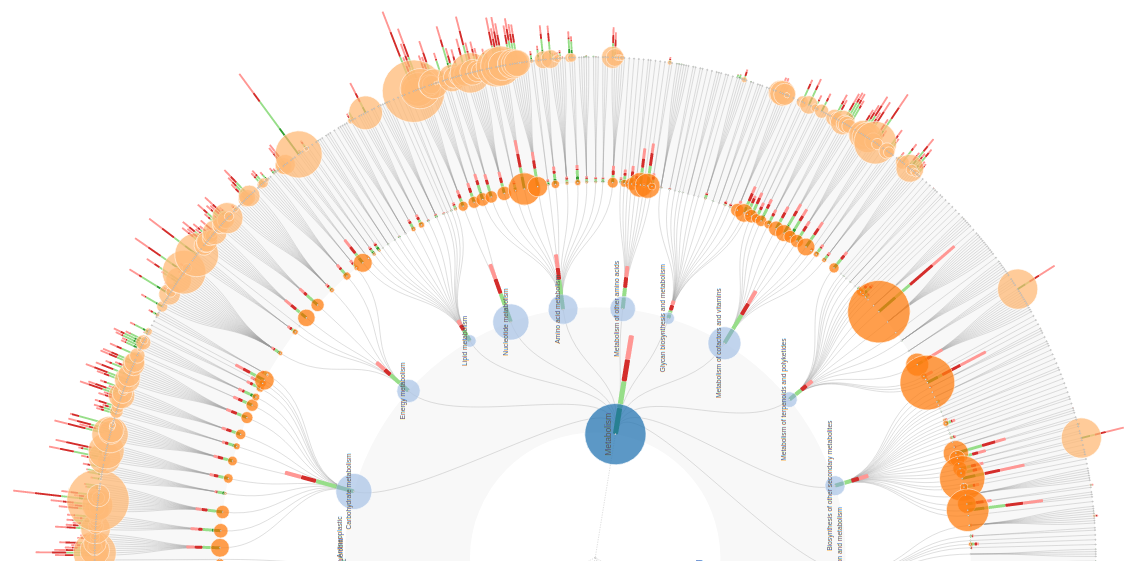 Metabolism of other amino acids
Amino acid metabolism
Glycan biosynthesis and metabolism
Nucleotide metabolism
Metabolism of cofactors and vitamins
Lipid metabolism
Metabolism of terpenoids and polyketides
Energy metabolism
Metabolism
Biosynthesis of other secondary metabolites
Carbohydrate metabolism
on and metabolism